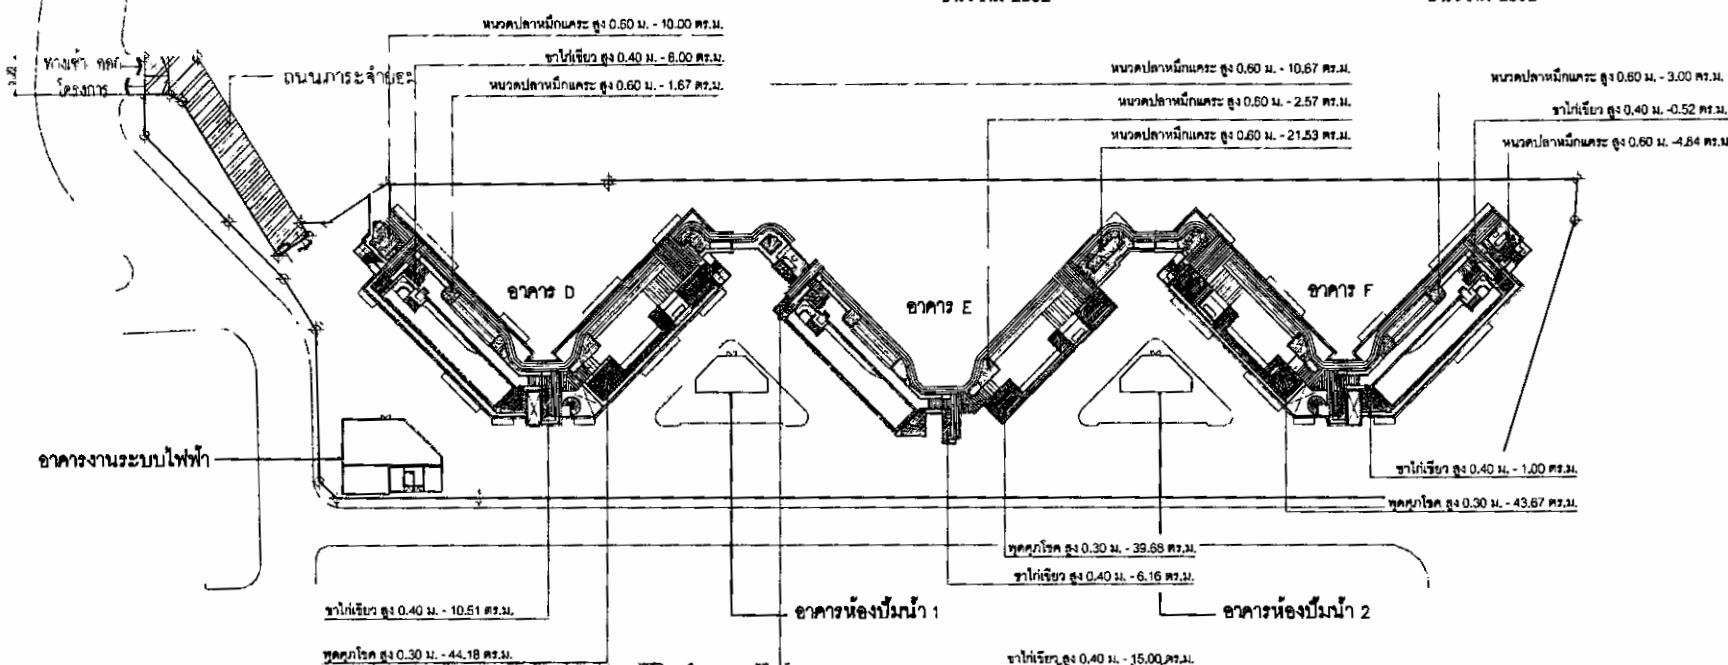 หนวดปลาหมึกแคระ สูง 0.60 ม. - 10.00 ตร.ม.
ชาไก่เขียว สูง 0.40 ม. - 6.00 ตร.ม.
หนวดปลาหมึกแคระ สูง 0.60 ม. - 1.67 ตร.ม.
หนวดปลาหมึกแคระ สูง 0.60 ม. - 10.67 ตร.ม.
หนวดปลาหมึกแคระ สูง 0.60 ม. - 2.57 ตร.ม.
หนวดปลาหมึกแคระ สูง 0.60 ม. - 21.53 ตร.ม.
หนวดปลาหมึกแคระ สูง 0.60 ม. - 3.00 ตร.ม.
ชาไก่เขียว สูง 0.40 ม. -0.52 ตร.ม.
หนวดปลาหมึกแคระ สูง 0.60 ม. -4.84 ตร.ม
ทางเข้า ออก
โครงการ
ถนนภาระจำยอม
อาคาร D
อาคาร E
อาคาร F
อาคารงานระบบไฟฟ้า
ชาไก่เขียว สูง 0.40 ม. - 1.00 ตร.ม.
พุดศุภโชค สูง 0.30 ม. - 43.67 ตร.ม.
พุดศุภโชค สูง 0.30 ม. - 39.68 ตร.ม.
ชาไก่เขียว สูง 0.40 ม. - 6.16 ตร.ม.
ชาไก่เขียว สูง 0.40 ม. - 10.51 ตร.ม.
อาคารห้องปั๊มน้ำ 1
อาคารห้องปั๊มน้ำ 2
พุดศุภโชค สูง 0.30 ม. - 44.18 ตร.ม.
ชาไก่เขียว สูง 0.40 ม. - 15.00 ตร.ม.